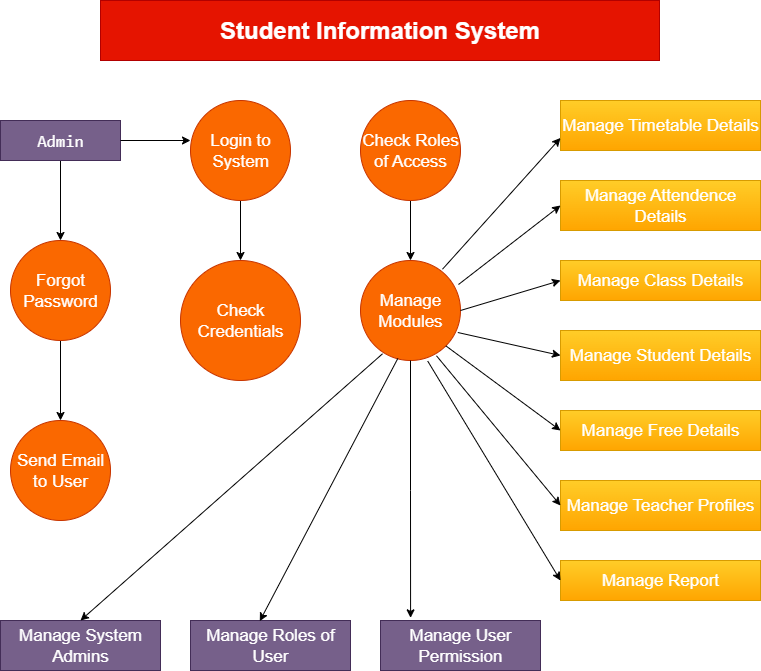 Student Information System
Admin
Login to
System
Check Roles
of Access
Manage Timetable Details
Manage Attendence
Details
Forgot
Password
Check
Credentials
Manage
Modules
Manage Class Details
Manage Student Details
Manage Free Details
Send Email
to User
Manage Teacher Profiles
Manage Report
Manage System
Admins
Manage Roles of
User
Manage User
Permission